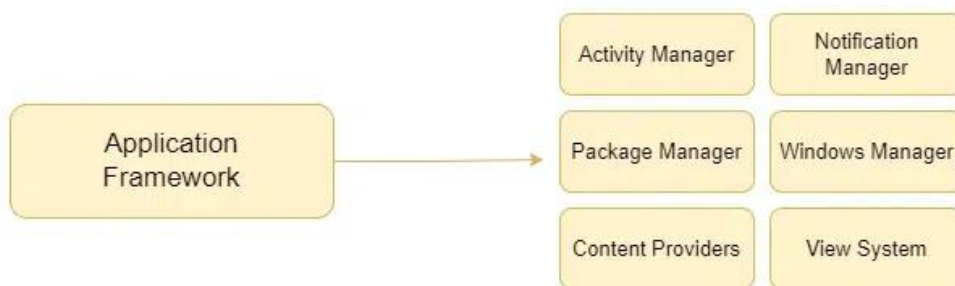 Application
Framework
Activity Manager
Notification
Manager
Package Manager
Windows Manager
Content Providers
View System